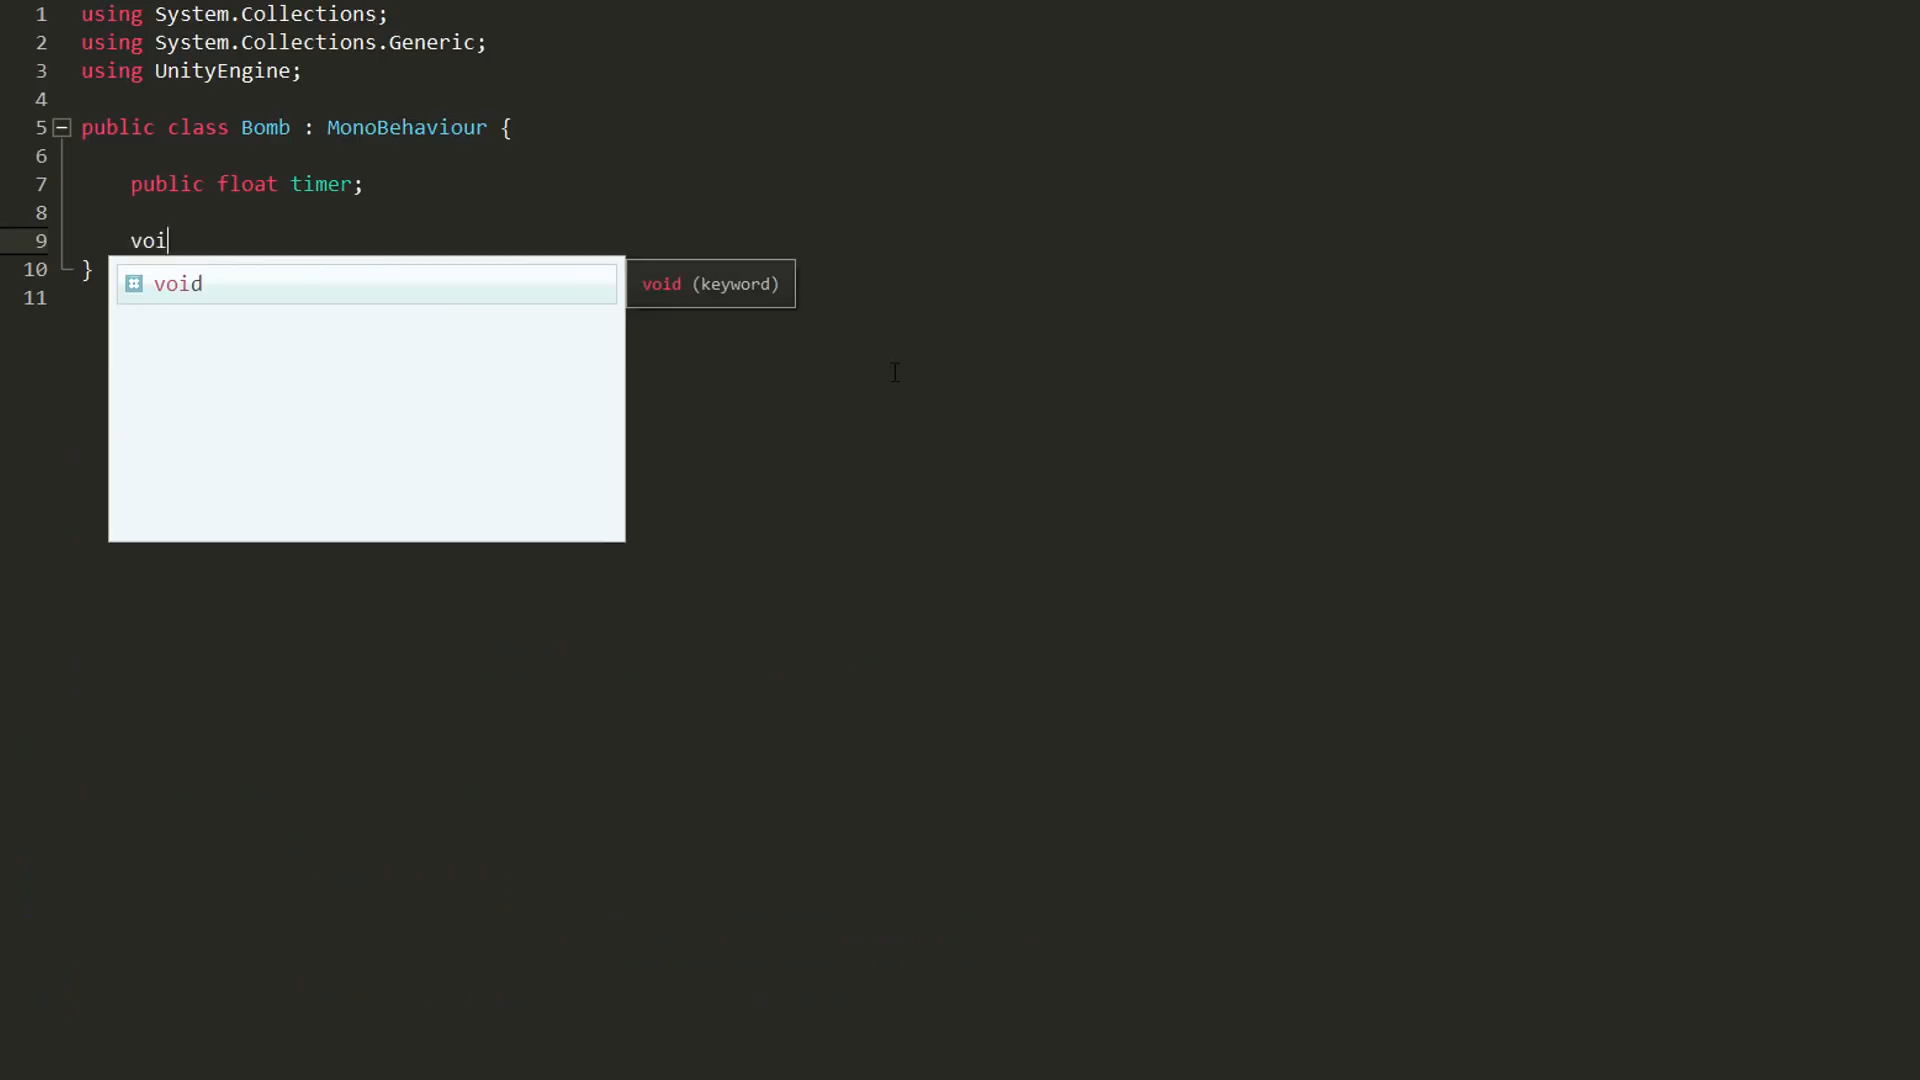 1 using System.Collections;
2 using System.Collections.Generic;
3 using UnityEngine;
4
5 public class Bomb : MonoBehaviour {
6
7 public float timer;
8
9 voi
10 }
void
void (keyword)
11